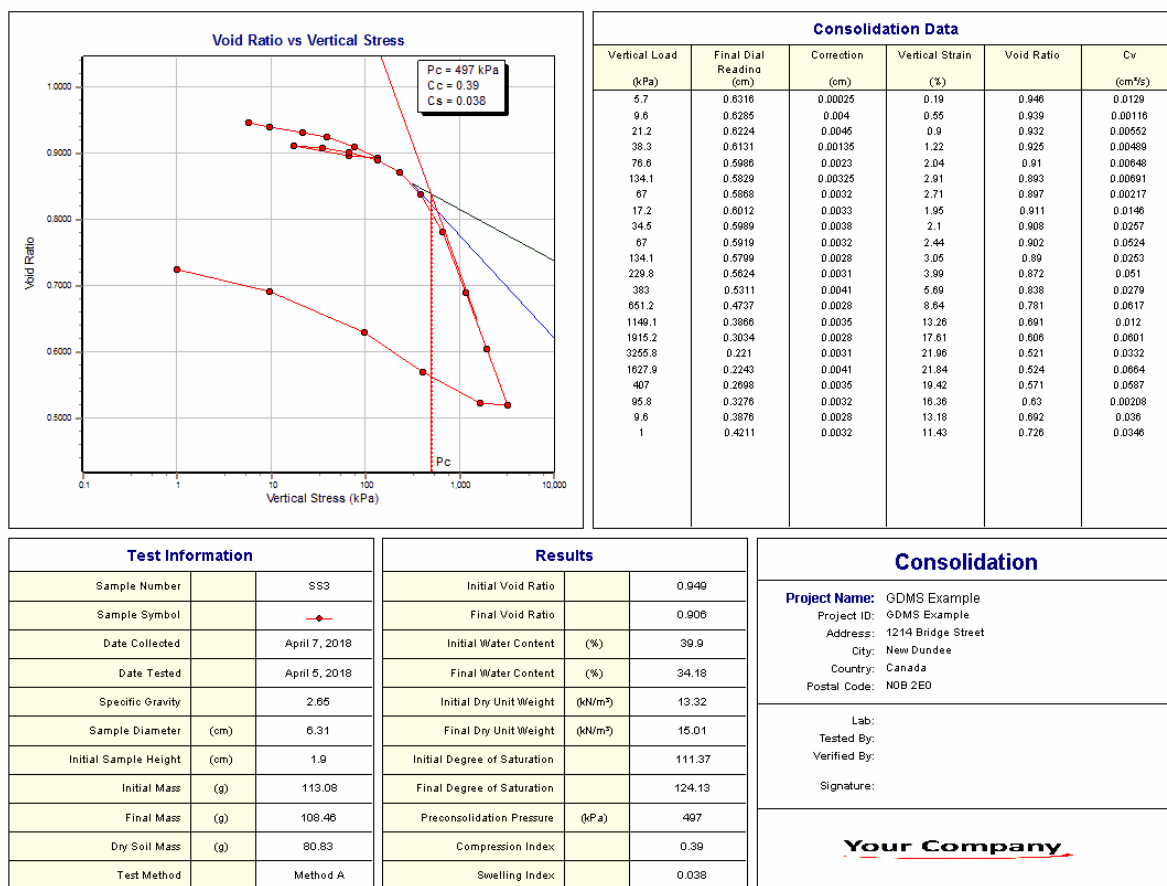 Void Ratio vs Vertical Stress
Pc = 497 kPa
Cc = 0.39
Cs = 0.038
1.0000
0.9000
0.8000
0.7000
0.6000
0.5000
Void Ratio
Pc
0.1 1 10 100 1,000 10,000
Vertical Stress (kPa)
Consolidation Data
Vertical Load (kPa) Final Dial Reading (cm) Correction (cm) Vertical Strain (%) Void Ratio Cv (cm²/s)
5.7 0.6316 0.00025 0.19 0.946 0.0129
9.6 0.6285 0.004 0.55 0.939 0.00116
21.2 0.6224 0.0045 0.9 0.932 0.00552
38.3 0.6131 0.00135 1.22 0.925 0.00489
76.6 0.5986 0.0023 2.04 0.91 0.00648
134.1 0.5829 0.00325 2.91 0.893 0.00691
67 0.5868 0.0032 2.71 0.897 0.00217
17.2 0.6012 0.0033 1.95 0.911 0.0146
34.5 0.5989 0.0038 2.1 0.908 0.0257
67 0.5919 0.0032 2.44 0.902 0.0524
134.1 0.5799 0.0028 3.05 0.89 0.0253
229.8 0.5624 0.0031 3.99 0.872 0.051
383 0.5311 0.0041 5.69 0.838 0.0279
651.2 0.4737 0.0028 8.64 0.781 0.0617
1149.1 0.3866 0.0035 13.26 0.691 0.012
1915.2 0.3034 0.0028 17.61 0.606 0.0601
3255.8 0.221 0.0031 21.96 0.521 0.0332
1627.9 0.2243 0.0041 21.84 0.524 0.0664
407 0.2698 0.0035 19.42 0.571 0.0587
95.8 0.3276 0.0032 16.36 0.63 0.00208
9.6 0.3876 0.0028 13.18 0.692 0.036
1 0.4211 0.0032 11.43 0.726 0.0346
Test Information
Sample Number SS3
Sample Symbol
Date Collected April 7, 2018
Date Tested April 5, 2018
Specific Gravity 2.65
Sample Diameter (cm) 6.31
Initial Sample Height (cm) 1.9
Initial Mass (g) 113.08
Final Mass (g) 108.46
Dry Soil Mass (g) 80.83
Test Method Method A
Results
Initial Void Ratio 0.949
Final Void Ratio 0.906
Initial Water Content (%) 39.9
Final Water Content (%) 34.18
Initial Dry Unit Weight (kN/m³) 13.32
Final Dry Unit Weight (kN/m³) 15.01
Initial Degree of Saturation 111.37
Final Degree of Saturation 124.13
Preconsolidation Pressure (kPa) 497
Compression Index 0.39
Swelling Index 0.038
Consolidation
Project Name: GDMS Example
Project ID: GDMS Example
Address: 1214 Bridge Street
City: New Dundee
Country: Canada
Postal Code: N0B 2E0
Lab:
Tested By:
Verified By:
Signature:
Your Company